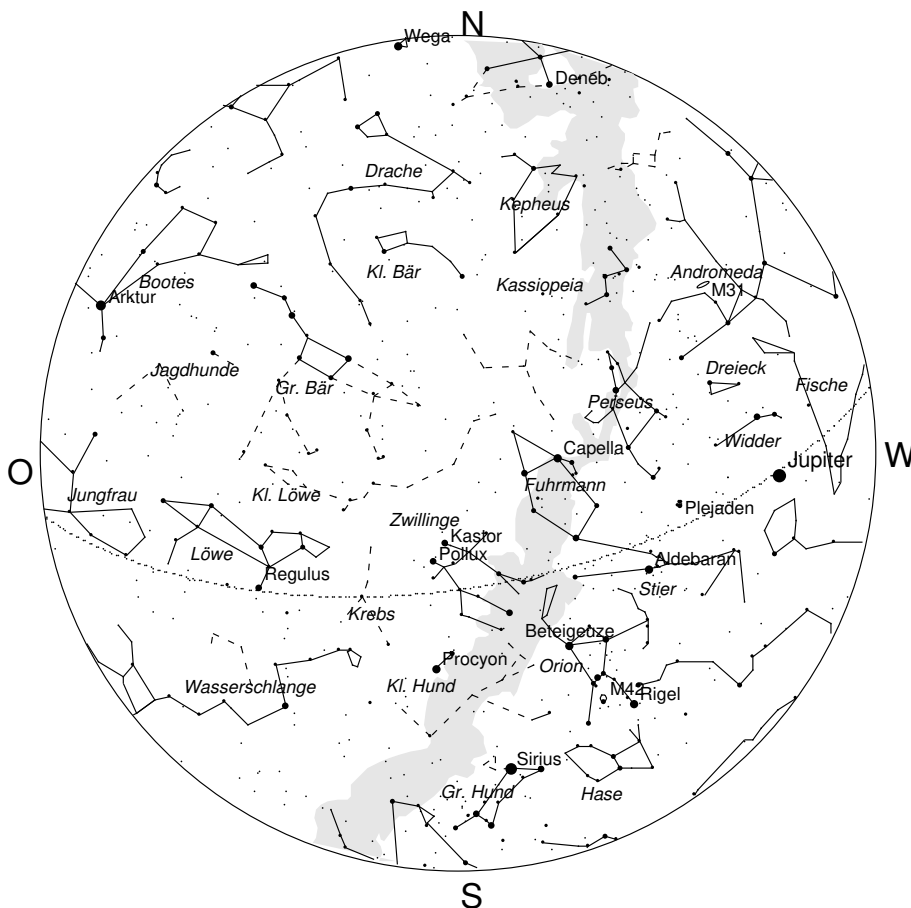 N
Wega
Deneb
Drache
Kepheus
Kl. Bär
Andromeda
Bootes
Kassiopeia
M31
Arktur
Jagdhunde
Gr. Bär
Dreieck
Fische
Perseus
Widder
Capella
Jupiter
O
W
Fuhrmann
Jungfrau
Kl. Löwe
Plejaden
Zwillinge
Kastor
Löwe
Pollux
Aldebaran
Regulus
Stier
Krebs
Beteigeuze
Procyon
Orion
Wasserschlange
Kl. Hund
M42
Rigel
Sirius
Gr. Hund
Hase
S